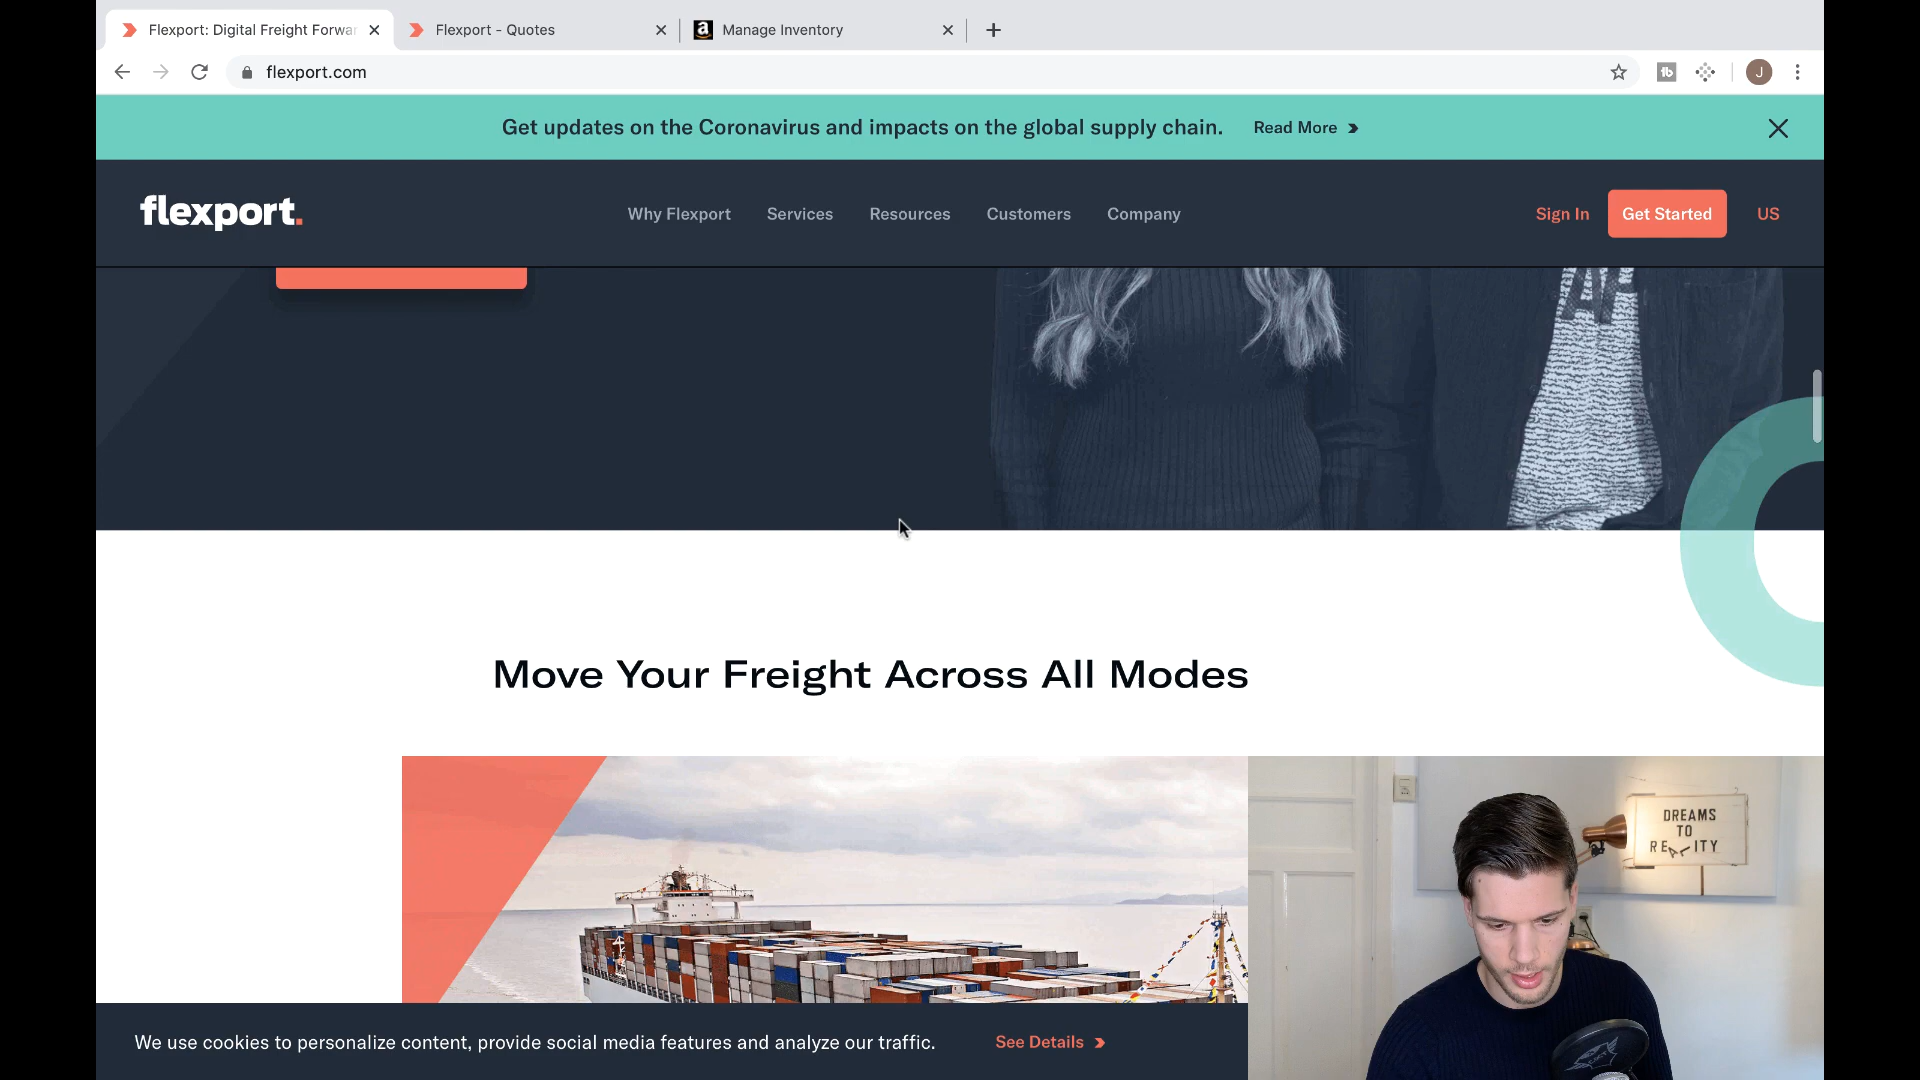 Flexport: Digital Freight Forwar
Flexport - Quotes
Manage Inventory
flexport.com
J
Get updates on the Coronavirus and impacts on the global supply chain. Read More
flexport.
Why Flexport Services Resources Customers Company
Sign In Get Started US
Move Your Freight Across All Modes
DREAMS
TO
REALITY
We use cookies to personalize content, provide social media features and analyze our traffic. See Details